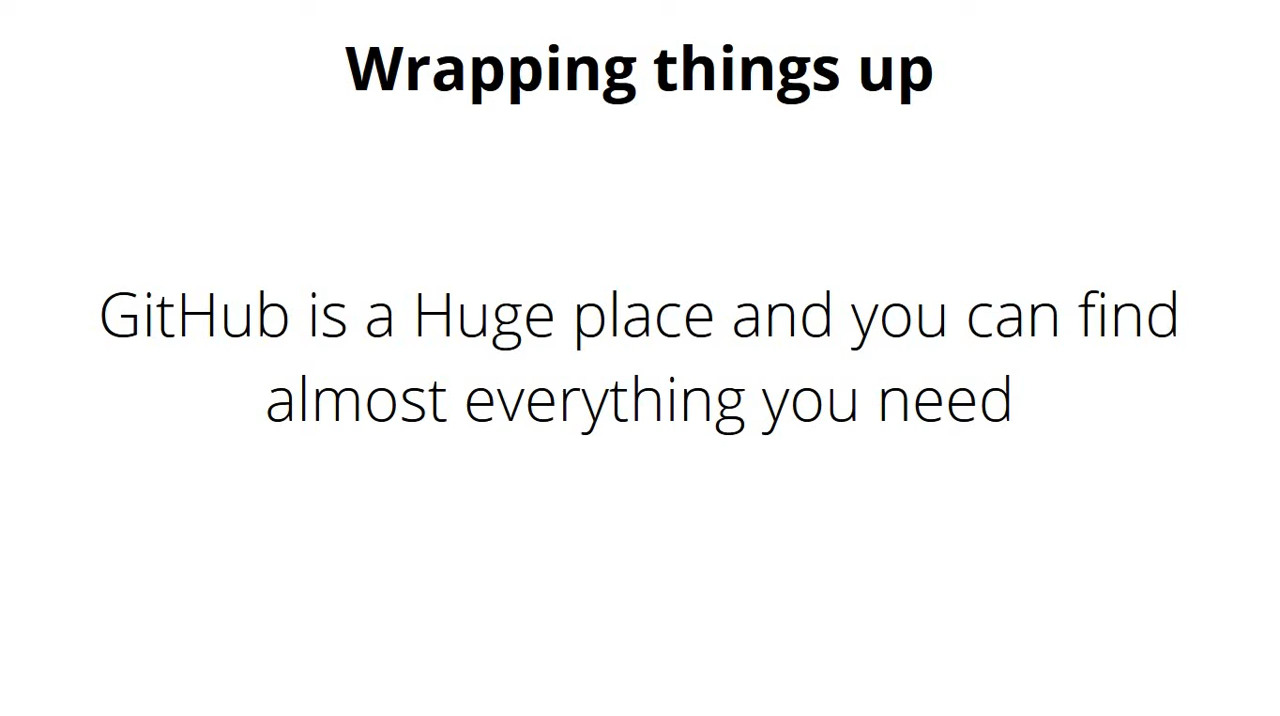 Wrapping things up
GitHub is a Huge place and you can find
almost everything you need